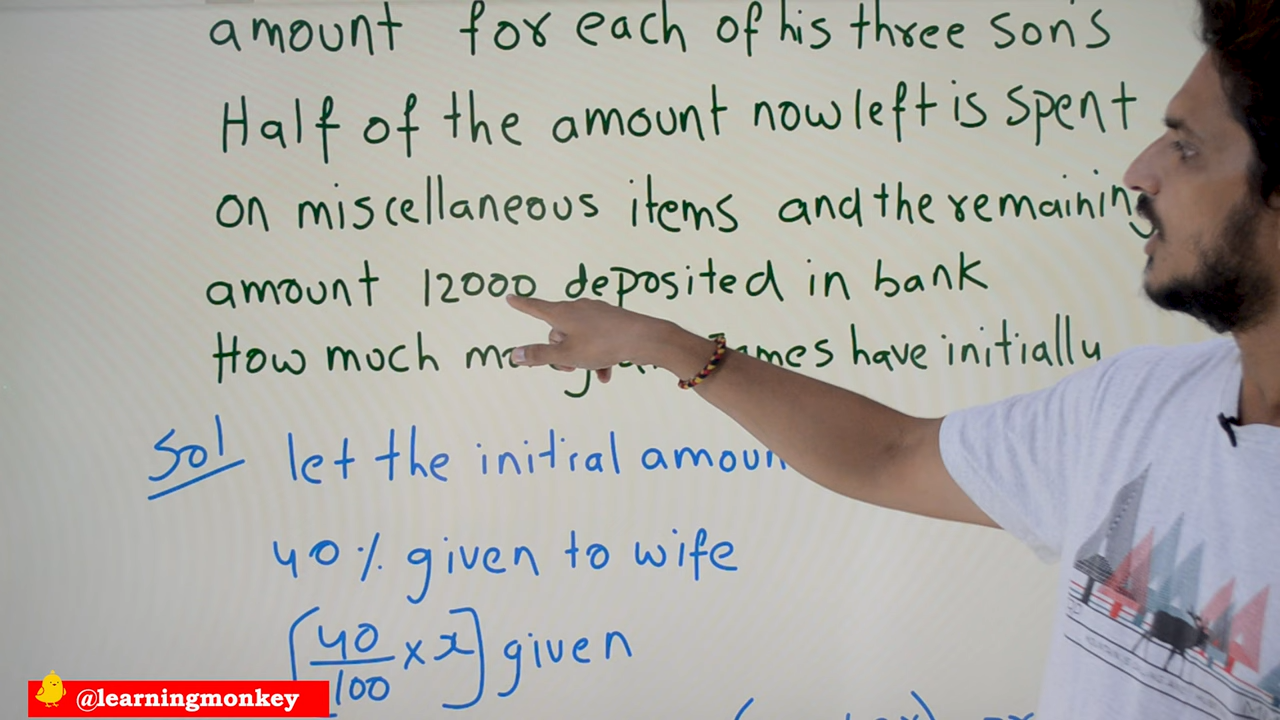 amount for each of his three sons
Half of the amount now left is spent
on miscellaneous items and the remaining
amount 12000 deposited in bank
How much have initially
Sol let the initial
40% given to wife
[40/100 × x] given
@learningmonkey